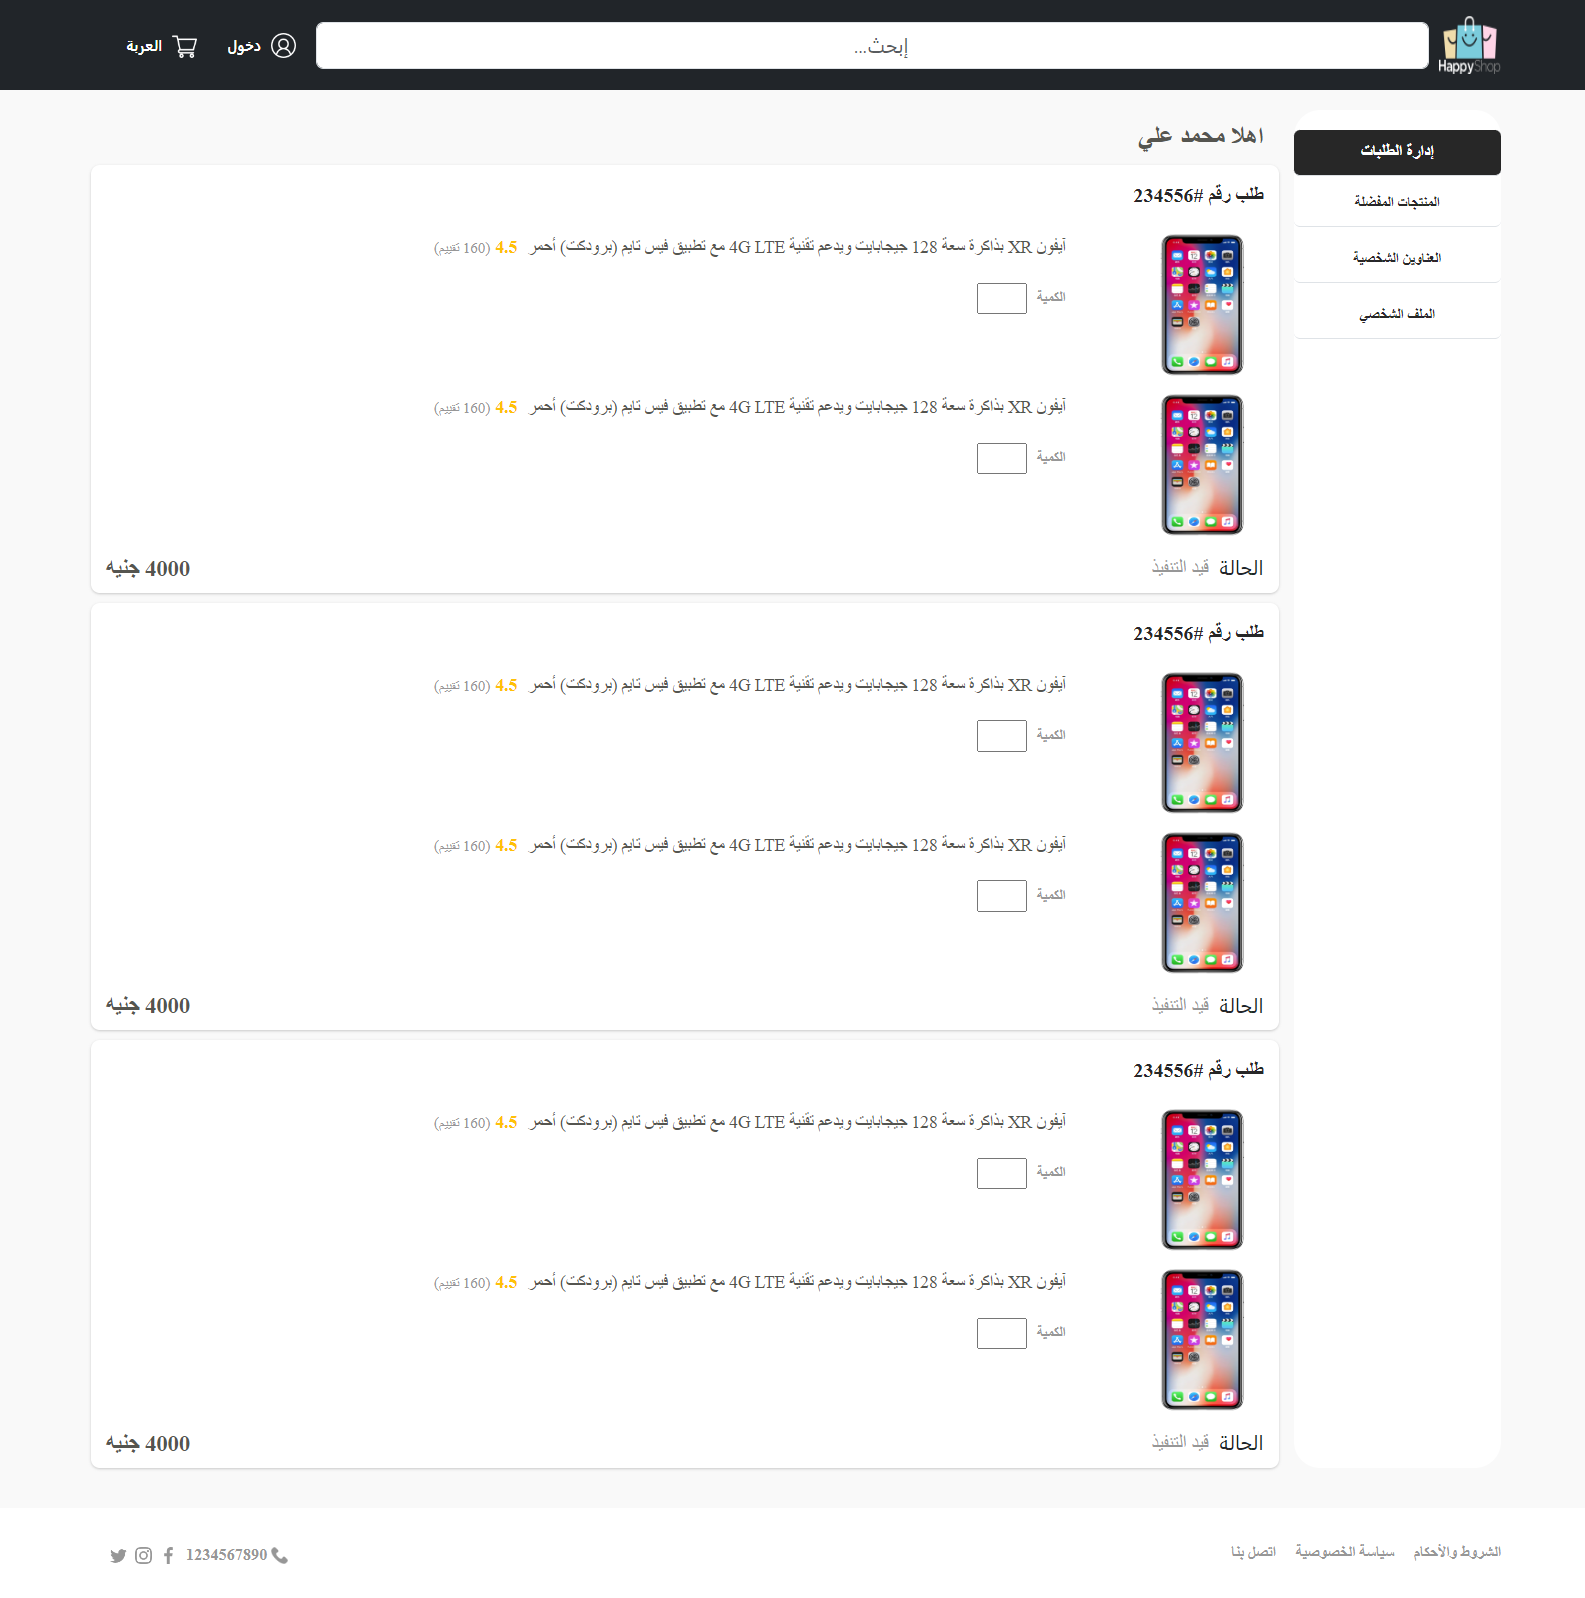 HappyShop
إبحث...
دخول
العربة
إدارة الطلبات
المنتجات المفضلة
العناوين الشخصية
الملف الشخصي
اهلا محمد علي
طلب رقم #234556
آيفون XR بذاكرة سعة 128 جيجابايت ويدعم تقنية 4G LTE مع تطبيق فيس تايم (برودكت) أحمر 4.5 (160 تقييم)
الكمية
آيفون XR بذاكرة سعة 128 جيجابايت ويدعم تقنية 4G LTE مع تطبيق فيس تايم (برودكت) أحمر 4.5 (160 تقييم)
الكمية
الحالة قيد التنفيذ
4000 جنيه
طلب رقم #234556
آيفون XR بذاكرة سعة 128 جيجابايت ويدعم تقنية 4G LTE مع تطبيق فيس تايم (برودكت) أحمر 4.5 (160 تقييم)
الكمية
آيفون XR بذاكرة سعة 128 جيجابايت ويدعم تقنية 4G LTE مع تطبيق فيس تايم (برودكت) أحمر 4.5 (160 تقييم)
الكمية
الحالة قيد التنفيذ
4000 جنيه
طلب رقم #234556
آيفون XR بذاكرة سعة 128 جيجابايت ويدعم تقنية 4G LTE مع تطبيق فيس تايم (برودكت) أحمر 4.5 (160 تقييم)
الكمية
آيفون XR بذاكرة سعة 128 جيجابايت ويدعم تقنية 4G LTE مع تطبيق فيس تايم (برودكت) أحمر 4.5 (160 تقييم)
الكمية
الحالة قيد التنفيذ
4000 جنيه
الشروط والأحكام
سياسة الخصوصية
اتصل بنا
1234567890